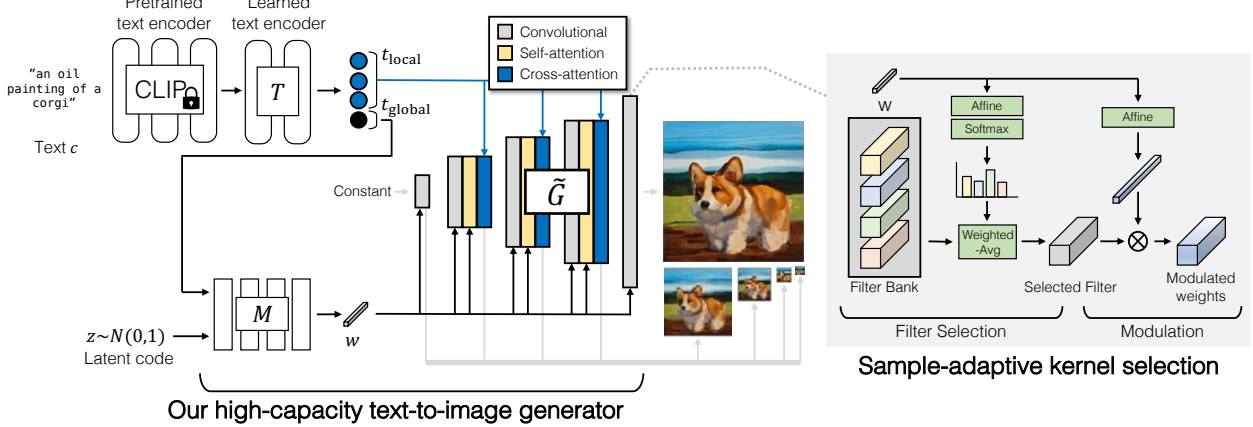 Pretrained
text encoder
Learned
text encoder
"an oil
painting of a
corgi"
CLIP
T
t_local
t_global
Text c
Convolutional
Self-attention
Cross-attention
Constant
G̃
M
z~N(0,1)
Latent code
w
Our high-capacity text-to-image generator
W
Affine
Softmax
Affine
Weighted
-Avg
Filter Bank
Selected Filter
Modulated
weights
Filter Selection
Modulation
Sample-adaptive kernel selection